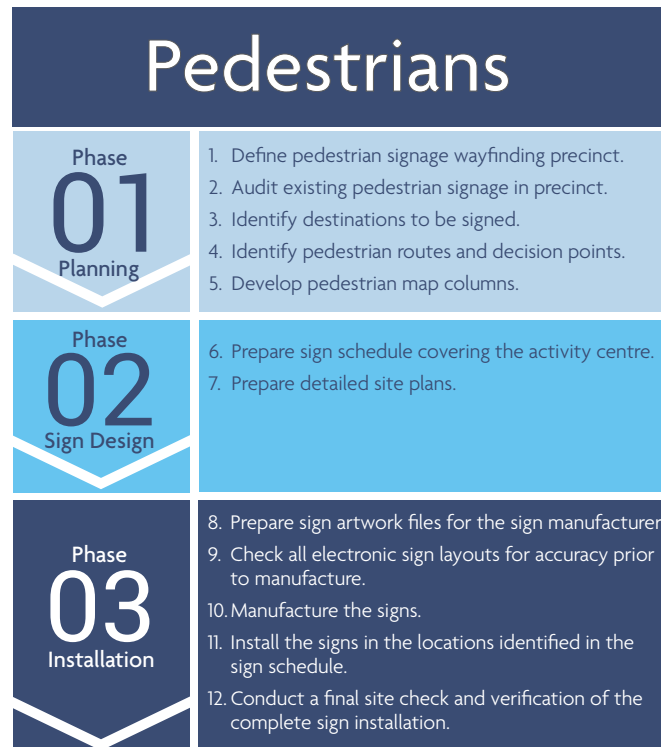 Pedestrians
Phase
01
Planning
1. Define pedestrian signage wayfinding precinct.
2. Audit existing pedestrian signage in precinct.
3. Identify destinations to be signed.
4. Identify pedestrian routes and decision points.
5. Develop pedestrian map columns.
Phase
02
Sign Design
6. Prepare sign schedule covering the activity centre.
7. Prepare detailed site plans.
Phase
03
Installation
8. Prepare sign artwork files for the sign manufacturer
9. Check all electronic sign layouts for accuracy prior
to manufacture.
10. Manufacture the signs.
11. Install the signs in the locations identified in the
sign schedule.
12. Conduct a final site check and verification of the
complete sign installation.